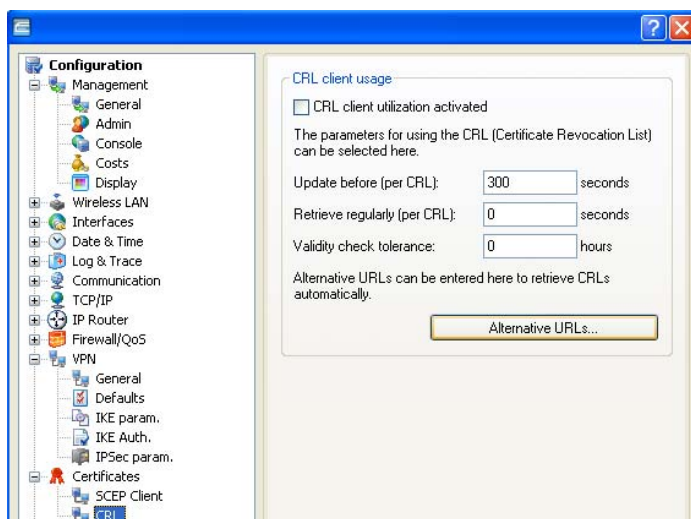 Configuration
Management
General
Admin
Console
Costs
Display
Wireless LAN
Interfaces
Date & Time
Log & Trace
Communication
TCP/IP
IP Router
Firewall/QoS
VPN
General
Defaults
IKE param.
IKE Auth.
IPSec param.
Certificates
SCEP Client
CRL
CRL client usage
CRL client utilization activated
The parameters for using the CRL (Certificate Revocation List)
can be selected here.
Update before (per CRL): 300 seconds
Retrieve regularly (per CRL): 0 seconds
Validity check tolerance: 0 hours
Alternative URLs can be entered here to retrieve CRLs
automatically.
Alternative URLs...